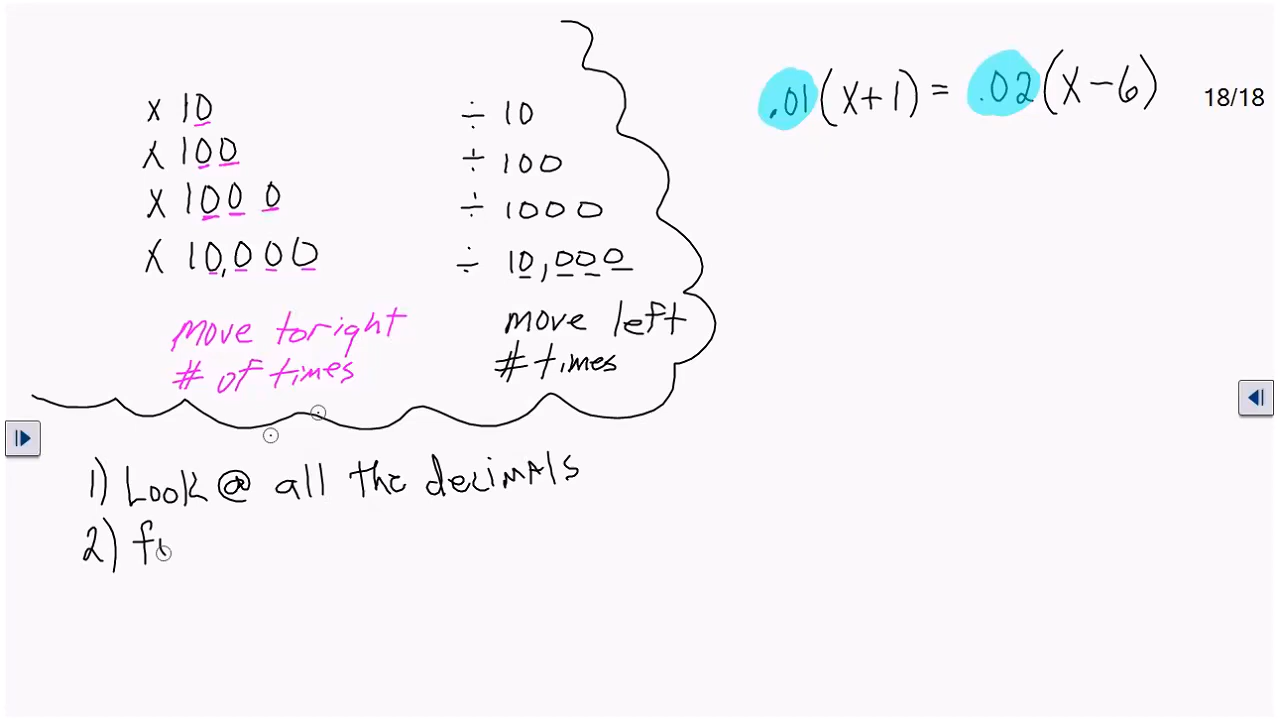 x 10
x 100
x 1000
x 10,000
move to right
# of times
÷ 10
÷ 100
÷ 1000
÷ 10,000
move left
# times
.01(x+1) = .02(x-6)
18/18
1) Look @ all the decimals
2) fi